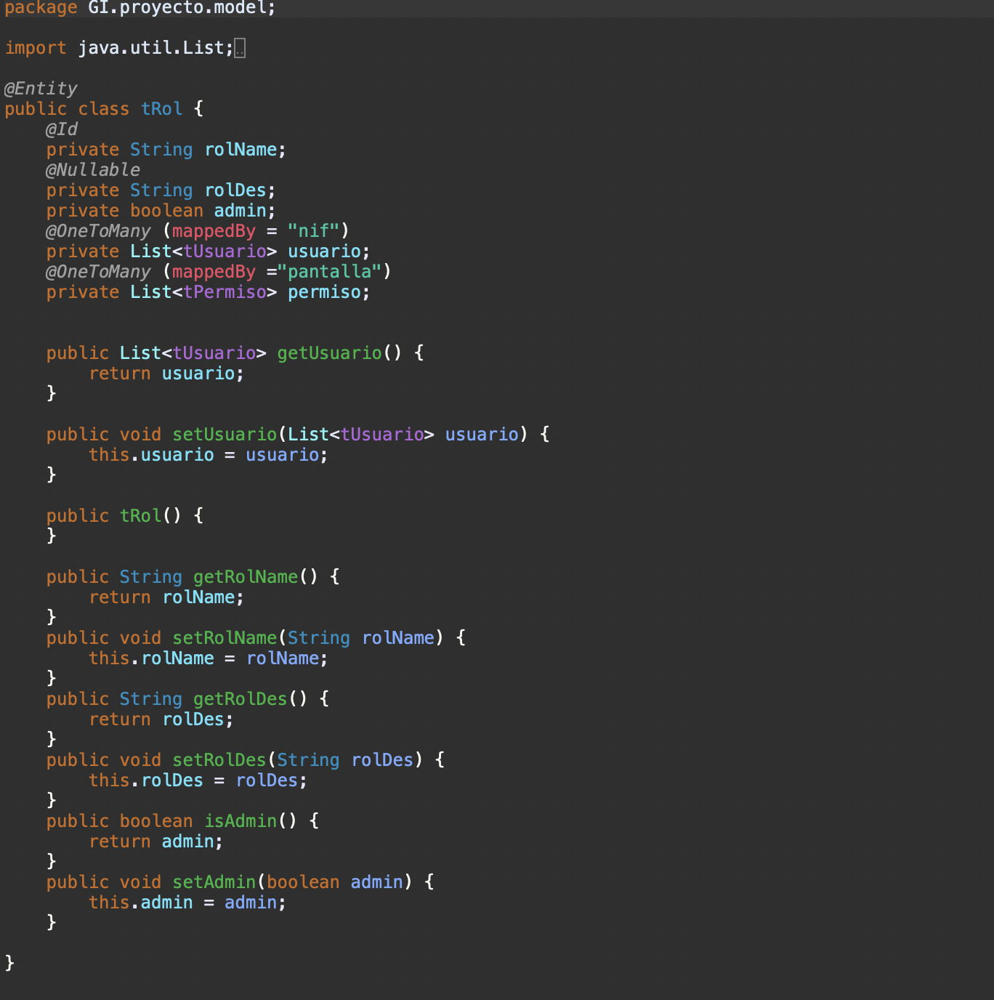 package GI.proyecto.model;
import java.util.List;..
@Entity
public class tRol {
@Id
private String rolName;
@Nullable
private String rolDes;
private boolean admin;
@OneToMany (mappedBy = "nif")
private List<tUsuario> usuario;
@OneToMany (mappedBy ="pantalla")
private List<tPermiso> permiso;
public List<tUsuario> getUsuario() {
return usuario;
}
public void setUsuario(List<tUsuario> usuario) {
this.usuario = usuario;
}
public tRol() {
}
public String getRolName() {
return rolName;
}
public void setRolName(String rolName) {
this.rolName = rolName;
}
public String getRolDes() {
return rolDes;
}
public void setRolDes(String rolDes) {
this.rolDes = rolDes;
}
public boolean isAdmin() {
return admin;
}
public void setAdmin(boolean admin) {
this.admin = admin;
}
}